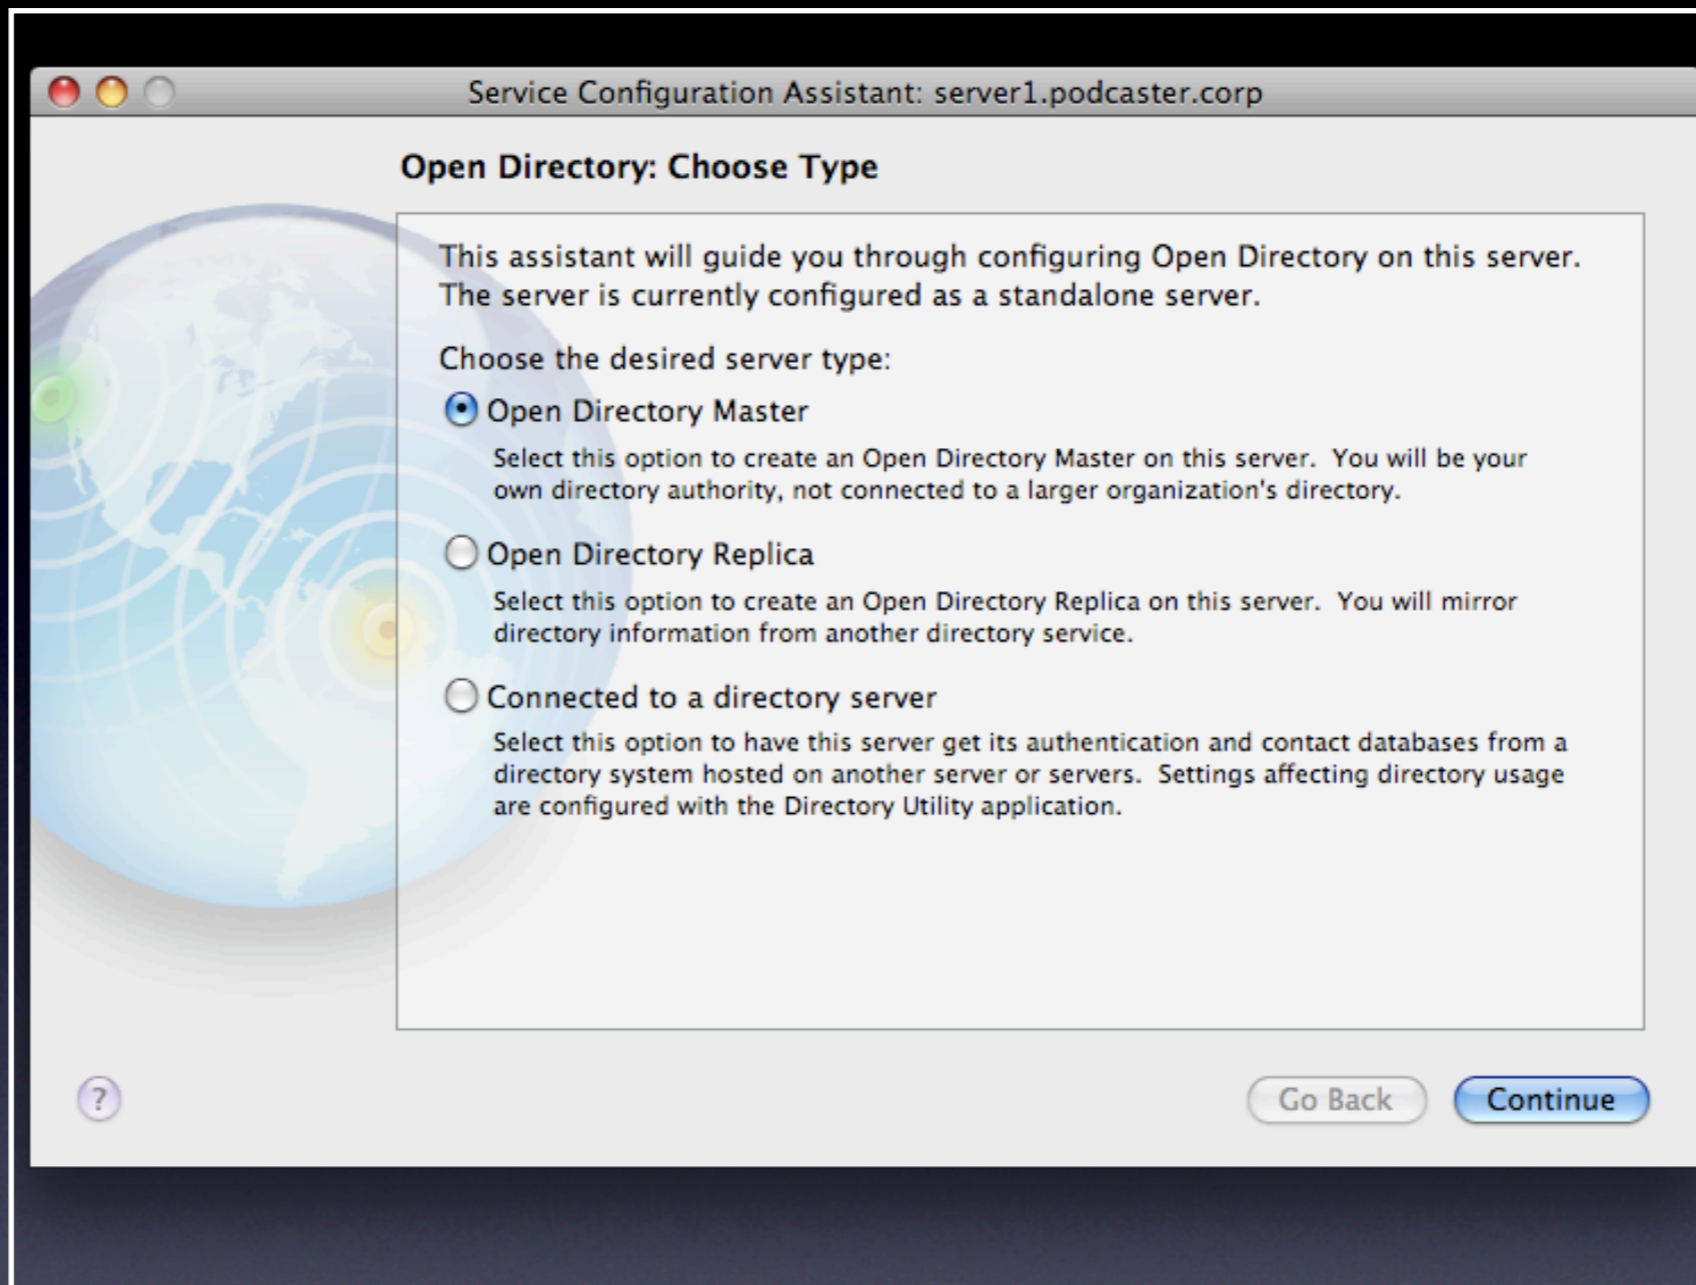 Service Configuration Assistant: server1.podcaster.corp
Open Directory: Choose Type
This assistant will guide you through configuring Open Directory on this server.
The server is currently configured as a standalone server.
Choose the desired server type:
Open Directory Master
Select this option to create an Open Directory Master on this server.  You will be your
own directory authority, not connected to a larger organization's directory.
Open Directory Replica
Select this option to create an Open Directory Replica on this server.  You will mirror
directory information from another directory service.
Connected to a directory server
Select this option to have this server get its authentication and contact databases from a
directory system hosted on another server or servers.  Settings affecting directory usage
are configured with the Directory Utility application.
?
Go Back
Continue